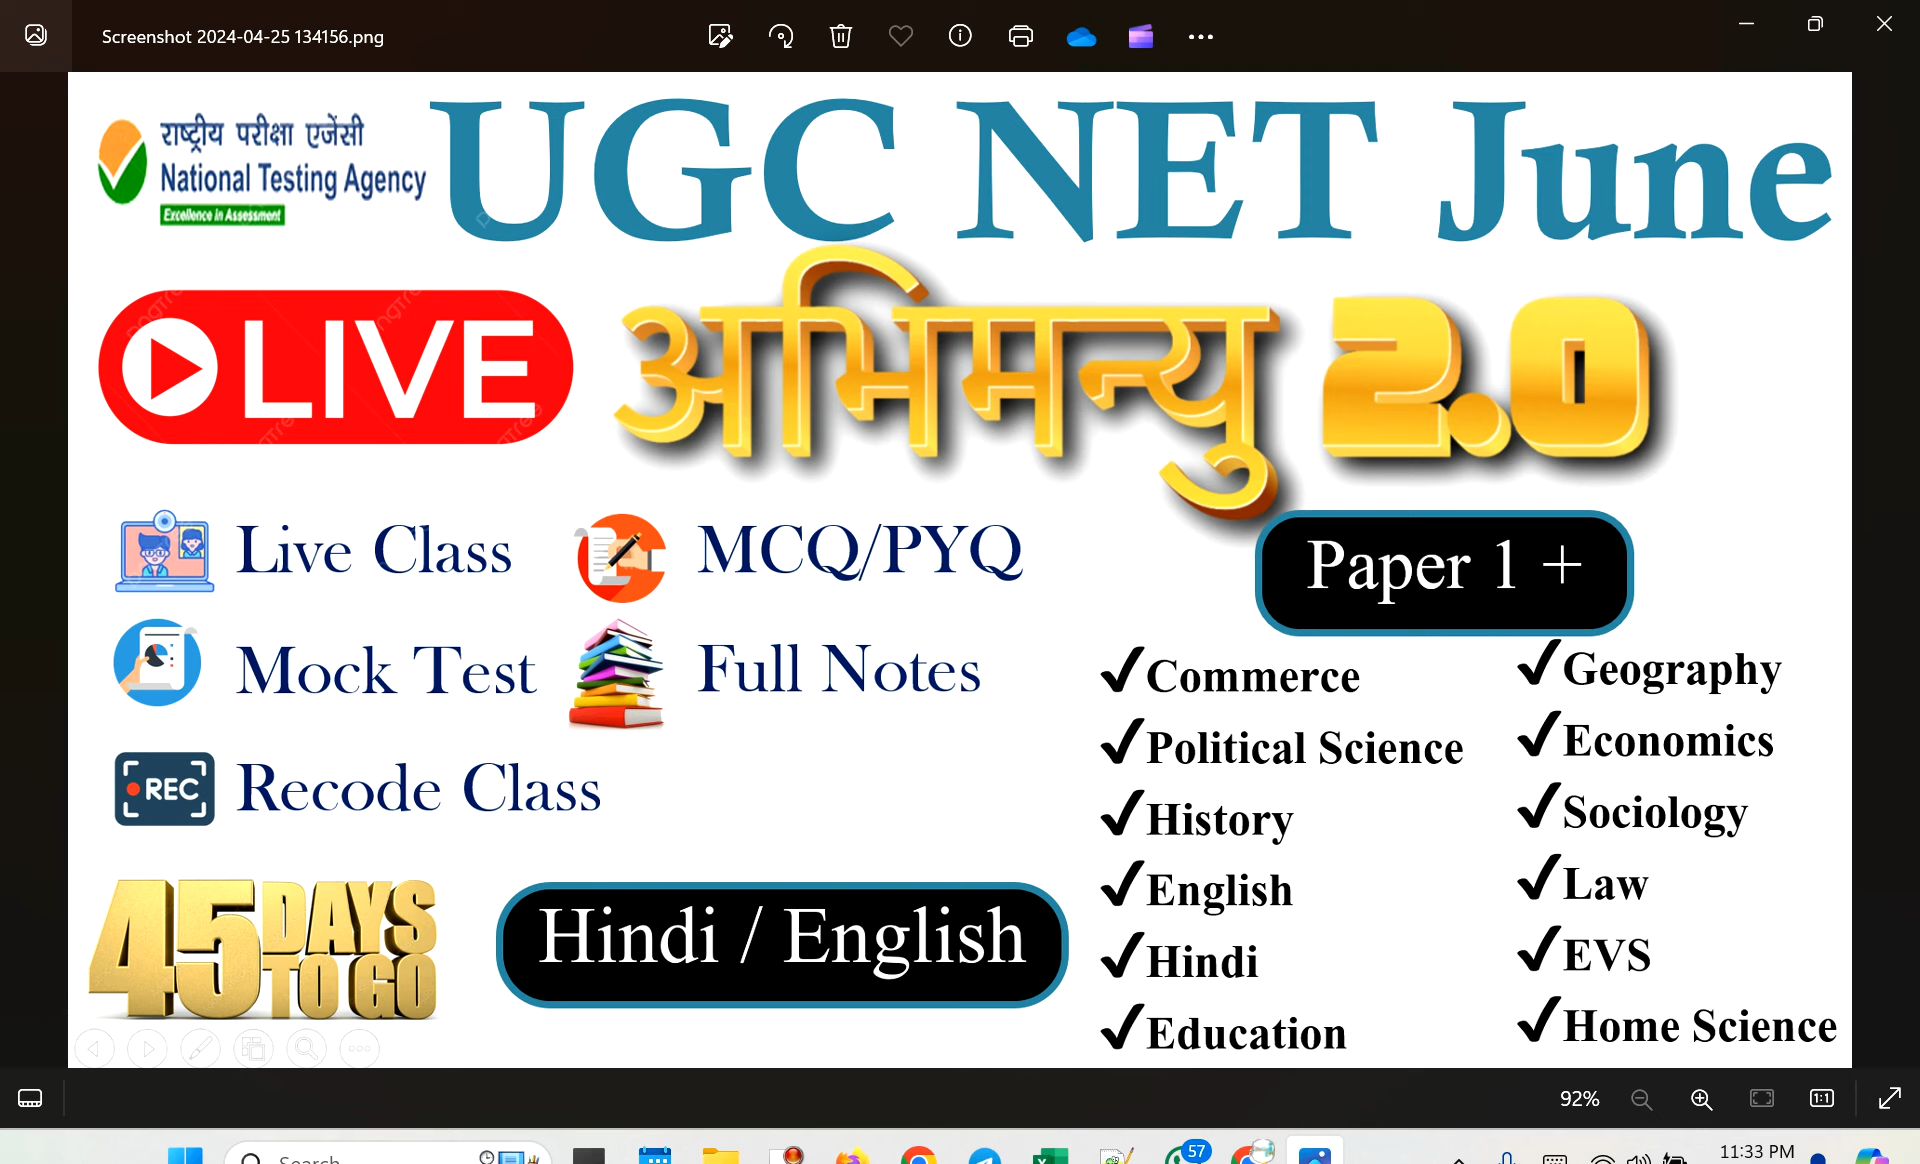 Screenshot 2024-04-25 134156.png
राष्ट्रीय परीक्षा एजेंसी
National Testing Agency
Excellence in Assessment
UGC NET June
LIVE
अभिमन्यु 2.0
Live Class
MCQ/PYQ
Mock Test
Full Notes
REC
Recode Class
45 DAYS
TO GO
Hindi / English
Paper 1 +
✓Commerce
✓Political Science
✓History
✓English
✓Hindi
✓Education
✓Geography
✓Economics
✓Sociology
✓Law
✓EVS
✓Home Science
92%
1:1
Search
57
11:33 PM